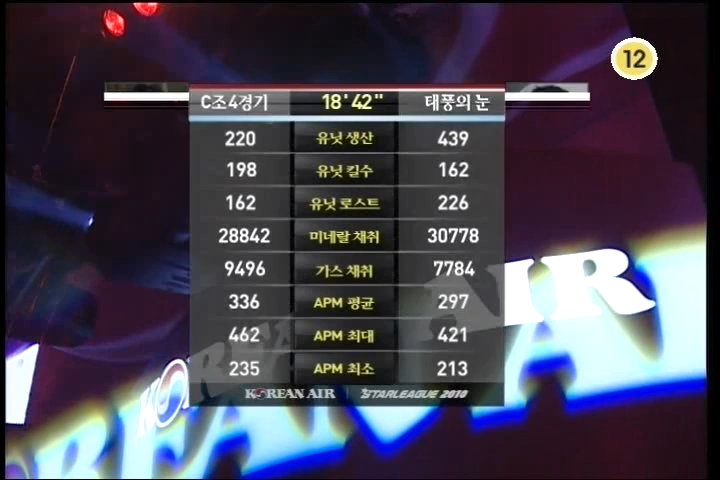 12
C조4경기 18'42" 태풍의 눈
220 유닛 생산 439
198 유닛 킬수 162
162 유닛 로스트 226
28842 미네랄 채취 30778
9496 가스 채취 7784
336 APM 평균 297
462 APM 최대 421
235 APM 최소 213
KOREAN AIR STARLEAGUE 2010
KOREAN AIR